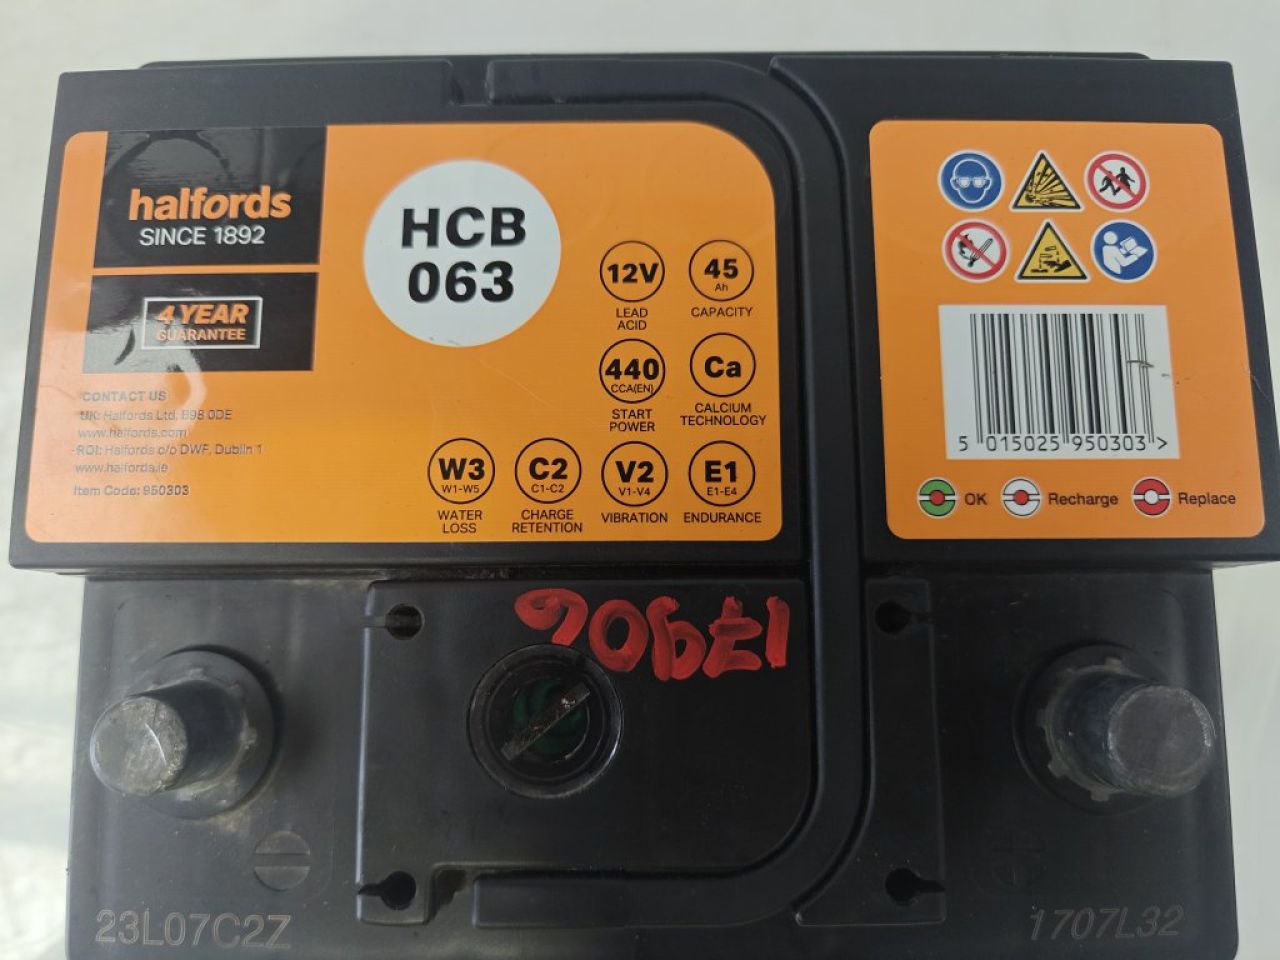 halfords
SINCE 1892
4 YEAR
GUARANTEE
CONTACT US
UK: Halfords Ltd, B98 0DE
www.halfords.com
ROI: Halfords c/o DWF, Dublin 1
www.halfords.ie
Item Code: 950303
HCB
063
12V
LEAD
ACID
45
Ah
CAPACITY
440
CCA(EN)
START
POWER
Ca
CALCIUM
TECHNOLOGY
W3
W1-W5
WATER
LOSS
C2
C1-C2
CHARGE
RETENTION
V2
V1-V4
VIBRATION
E1
E1-E4
ENDURANCE
5 015025 950303 >
OK
Recharge
Replace
17906
23L07C2Z
1707L32